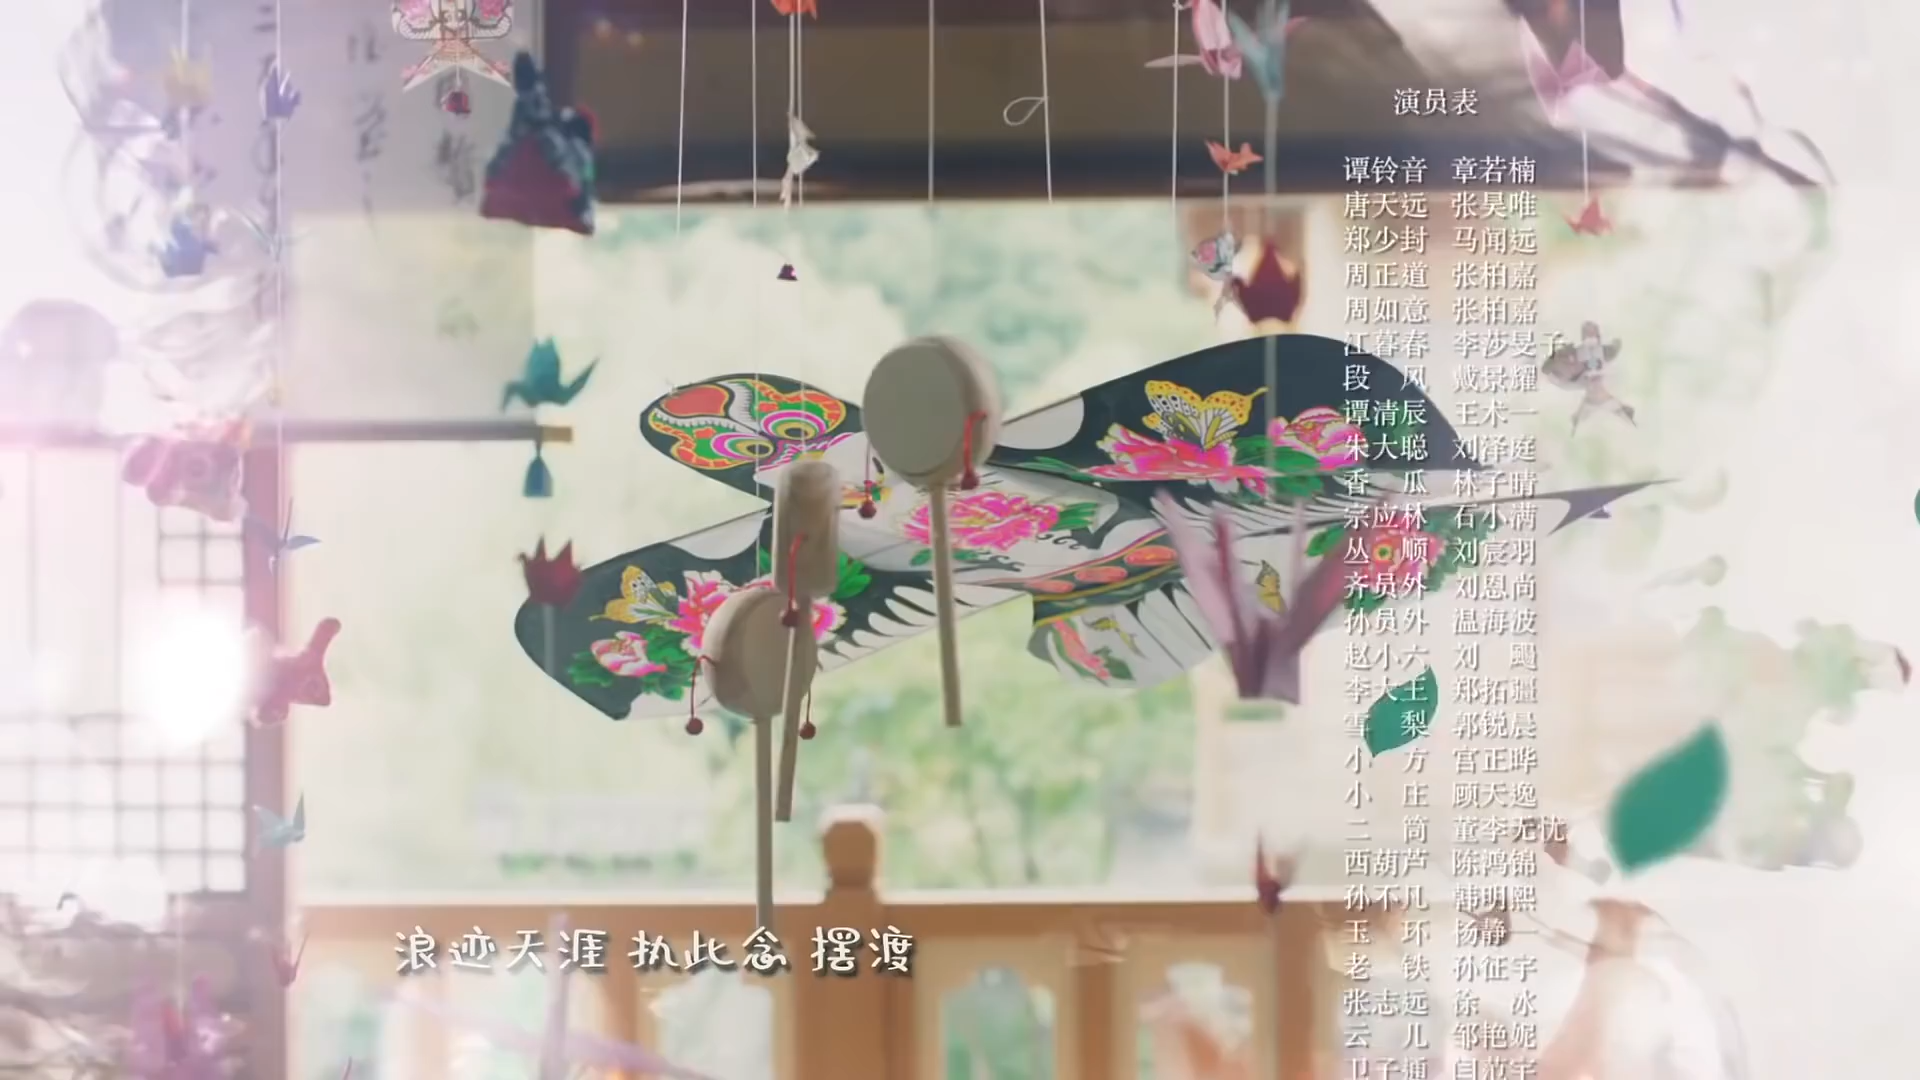 演员表
谭铃音 章若楠
唐天远 张昊唯
郑少封 马闻远
周正道 张柏嘉
周如意 张柏嘉
江暮春 李莎旻子
段 风 戴景耀
谭清辰 王术一
朱大聪 刘泽庭
香 瓜 林子晴
宗应林 石小满
丛 顺 刘宸羽
齐员外 刘恩尚
孙员外 温海波
赵小六 刘
李大王 郑拓疆
雪 梨 郭锐晨
小 方 宫正晔
小 庄 顾天逸
二 筒 董李无忧
西葫芦 陈鸿锦
孙不凡 韩明熙
玉 环 杨静一
老 铁 孙征宇
张志远 徐 冰
云 儿 邹艳妮
卫子通 闫范宇
浪迹天涯 执此念 摆渡